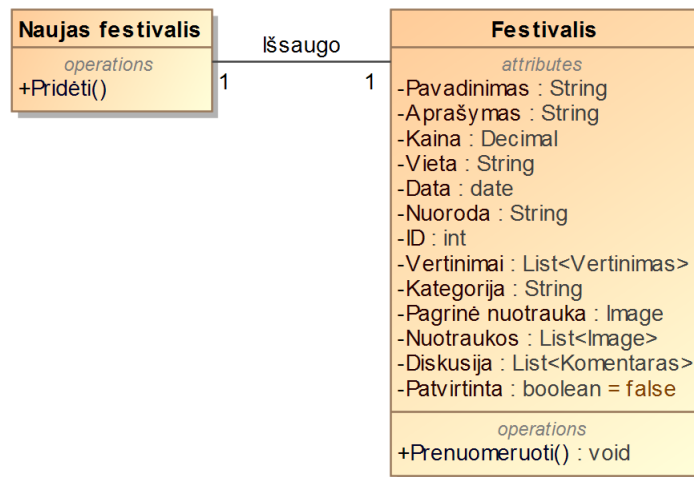 Naujas festivalis
operations
+Pridėti()
Išsaugo
1
1
Festivalis
attributes
-Pavadinimas : String
-Aprašymas : String
-Kaina : Decimal
-Vieta : String
-Data : date
-Nuoroda : String
-ID : int
-Vertinimai : List<Vertinimas>
-Kategorija : String
-Pagrinė nuotrauka : Image
-Nuotraukos : List<Image>
-Diskusija : List<Komentaras>
-Patvirtinta : boolean = false
operations
+Prenuomeruoti() : void